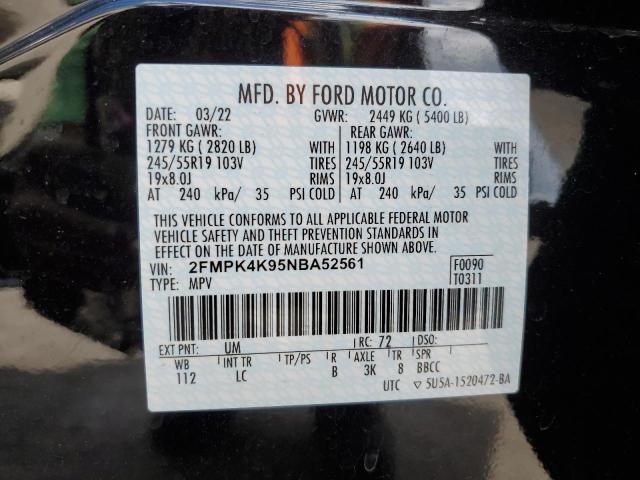 MFD. BY FORD MOTOR CO.
DATE: 03/22 GVWR: 2449 KG ( 5400 LB)
FRONT GAWR: REAR GAWR:
1279 KG ( 2820 LB) WITH 1198 KG ( 2640 LB) WITH
245/55R19 103V TIRES 245/55R19 103V TIRES
19x8.0J RIMS 19x8.0J RIMS
AT 240 kPa/ 35 PSI COLD AT 240 kPa/ 35 PSI COLD
THIS VEHICLE CONFORMS TO ALL APPLICABLE FEDERAL MOTOR
VEHICLE SAFETY AND THEFT PREVENTION STANDARDS IN
EFFECT ON THE DATE OF MANUFACTURE SHOWN ABOVE.
VIN: 2FMPK4K95NBA52561 F0090
TYPE: MPV T0311
EXT PNT: UM RC: 72 DSO:
WB INT TR TP/PS R AXLE TR SPR
112 LC B 3K 8 BBCC
UTC ▽ 5U5A-1520472-BA